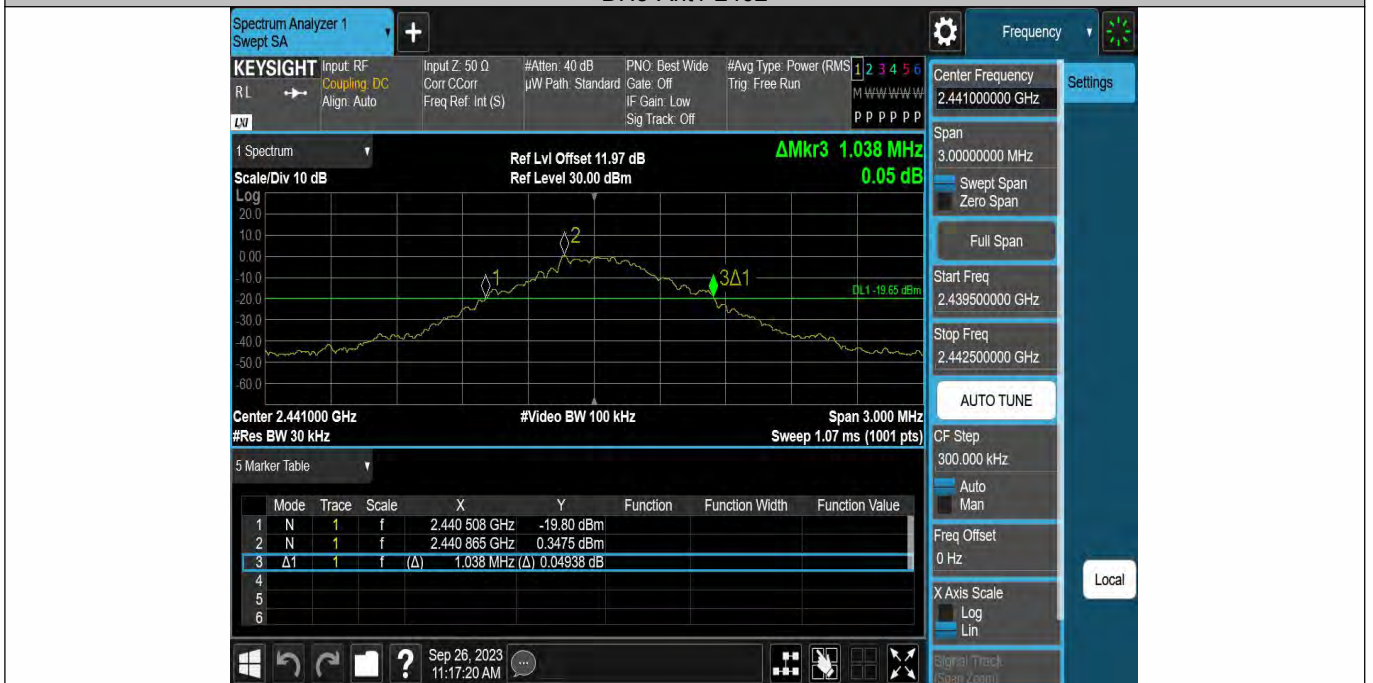 Spectrum Analyzer 1
Swept SA
+
Frequency
KEYSIGHT
RL
LXI
Input: RF
Coupling: DC
Align: Auto
Input Z: 50 Ω
Corr CCorr
Freq Ref: Int (S)
#Atten: 40 dB
µW Path: Standard
PNO: Best Wide
Gate: Off
IF Gain: Low
Sig Track: Off
#Avg Type: Power (RMS
Trig: Free Run
1 2 3 4 5 6
M W W W W W
P P P P P P
Center Frequency
2.441000000 GHz
Settings
Span
3.00000000 MHz
Swept Span
Zero Span
Full Span
Start Freq
2.439500000 GHz
Stop Freq
2.442500000 GHz
AUTO TUNE
CF Step
300.000 kHz
Auto
Man
Freq Offset
0 Hz
X Axis Scale
Log
Lin
Signal Track
(Span Zoom)
Local
1 Spectrum
Scale/Div 10 dB
Log
Ref Lvl Offset 11.97 dB
Ref Level 30.00 dBm
ΔMkr3 1.038 MHz
0.05 dB
20.0
10.0
0.00
-10.0
-20.0
-30.0
-40.0
-50.0
-60.0
1
2
3Δ1
DL1 -19.65 dBm
Center 2.441000 GHz
#Video BW 100 kHz
Span 3.000 MHz
#Res BW 30 kHz
Sweep 1.07 ms (1001 pts)
5 Marker Table
Mode Trace Scale X Y Function Function Width Function Value
1 N 1 f 2.440 508 GHz -19.80 dBm
2 N 1 f 2.440 865 GHz 0.3475 dBm
3 Δ1 1 f (Δ) 1.038 MHz (Δ) 0.04938 dB
4
5
6
?
Sep 26, 2023
11:17:20 AM